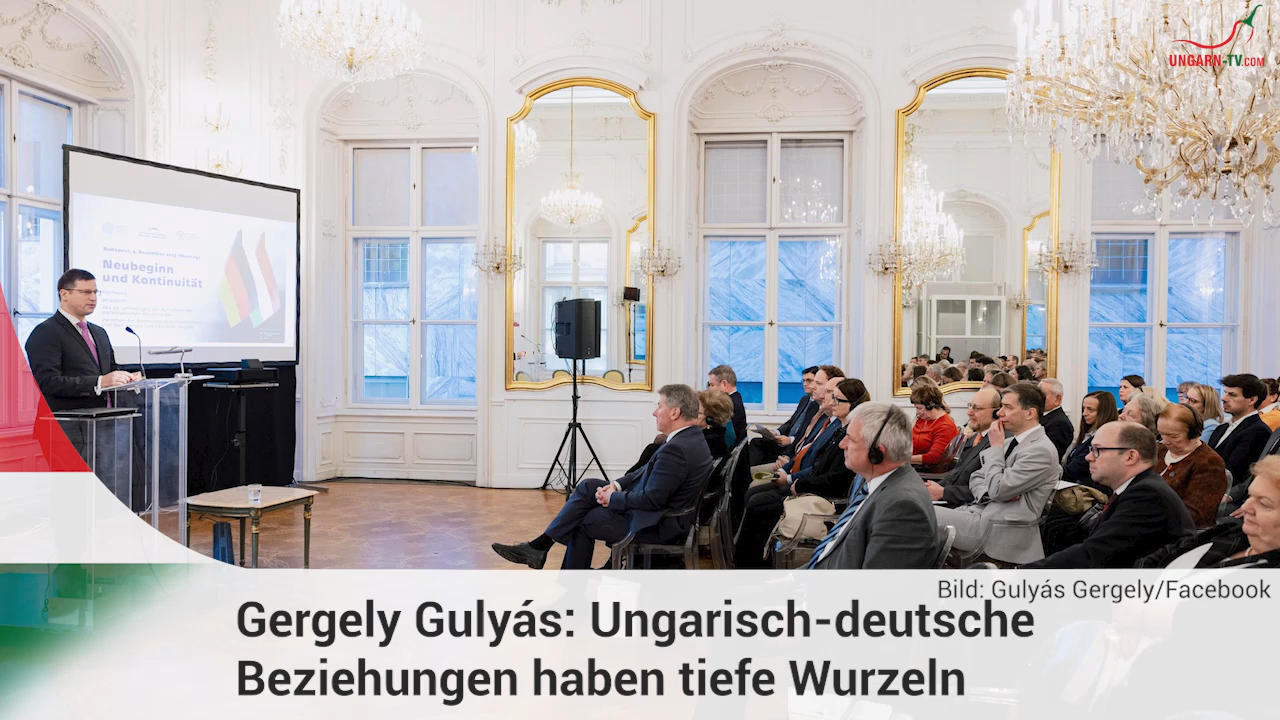 UNGARN-TV.COM
Neubeginn
und Kontinuität
Bild: Gulyás Gergely/Facebook
Gergely Gulyás: Ungarisch-deutsche
Beziehungen haben tiefe Wurzeln